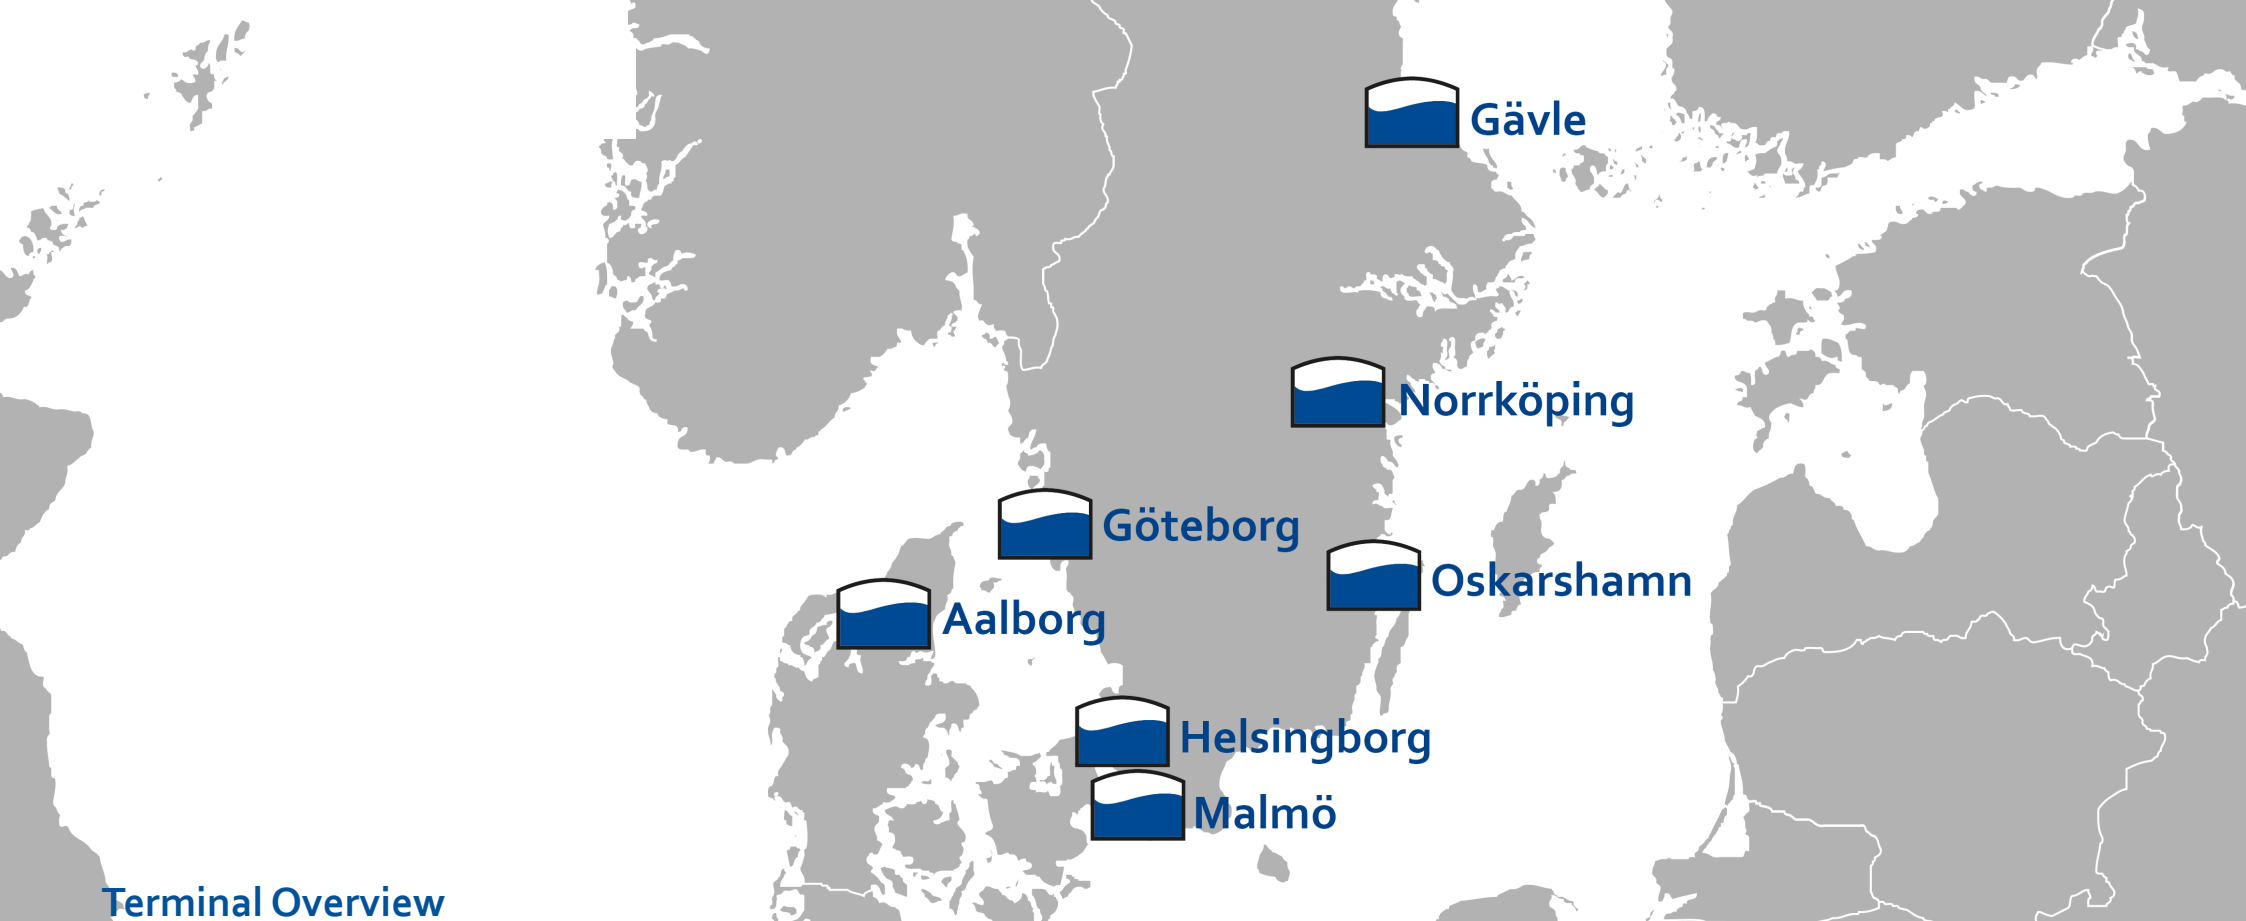 Gävle
Norrköping
Göteborg
Oskarshamn
Aalborg
Helsingborg
Malmö
Terminal Overview